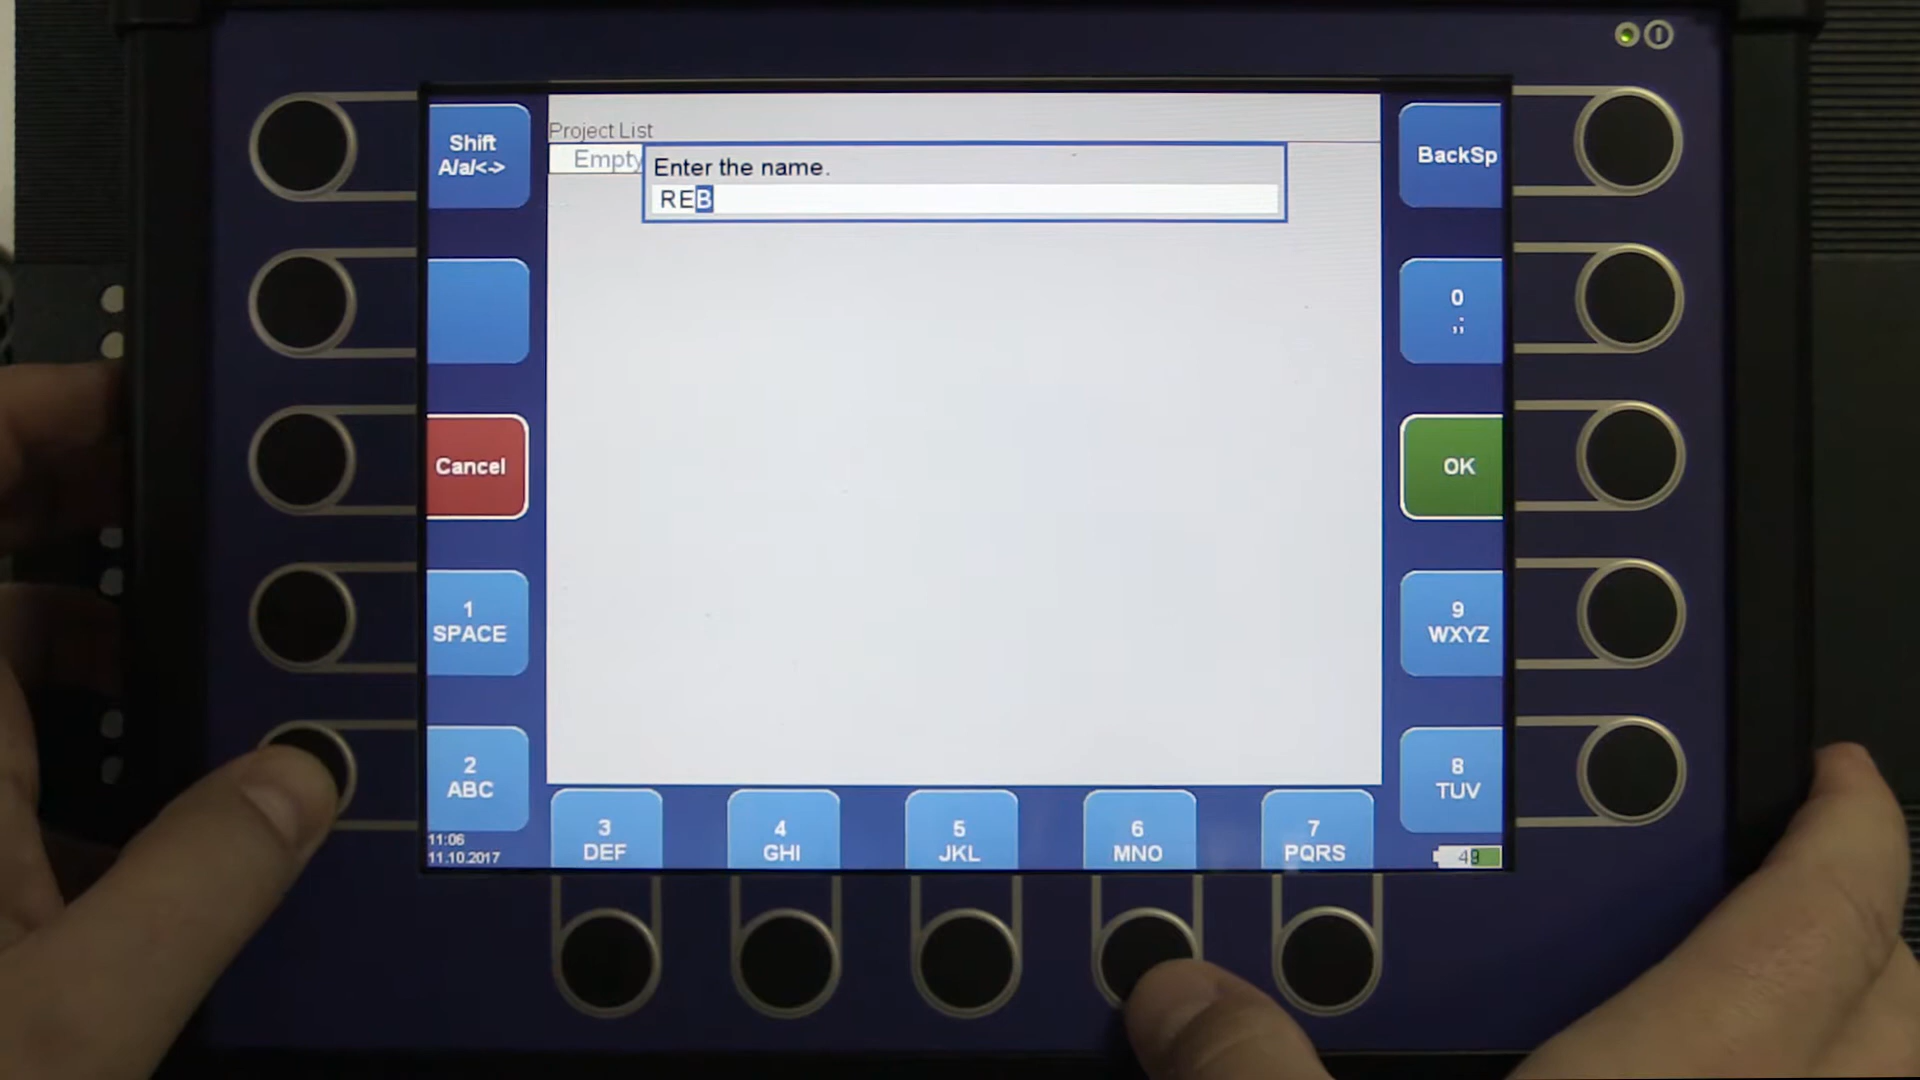 Project List
Empty
Enter the name.
REB
Shift
A/a/<->
Cancel
1
SPACE
2
ABC
11:06
11.10.2017
3
DEF
4
GHI
5
JKL
6
MNO
7
PQRS
BackSp
0
,;
OK
9
WXYZ
8
TUV
49